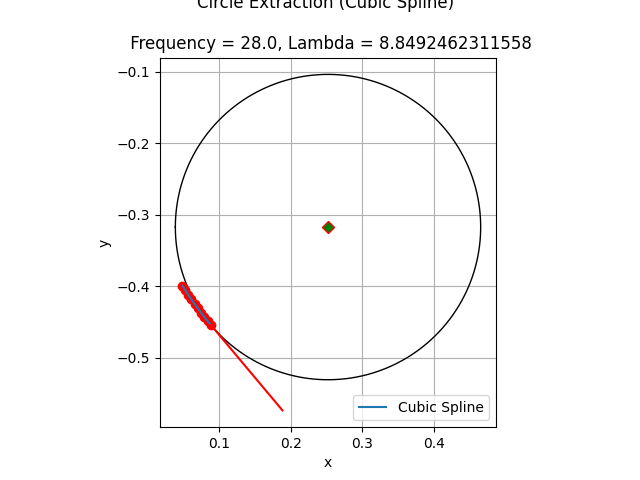 Circle Extraction (Cubic Spline)
Frequency = 28.0, Lambda = 8.8492462311558
−0.1
−0.2
−0.3
−0.4
−0.5
y
0.1 0.2 0.3 0.4
x
Cubic Spline